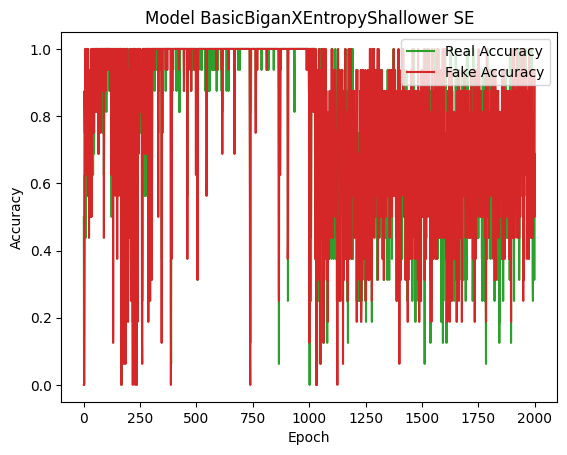 Model BasicBiganXEntropyShallower SE
Real Accuracy
Fake Accuracy
Accuracy
1.0
0.8
0.6
0.4
0.2
0.0
0 250 500 750 1000 1250 1500 1750 2000
Epoch